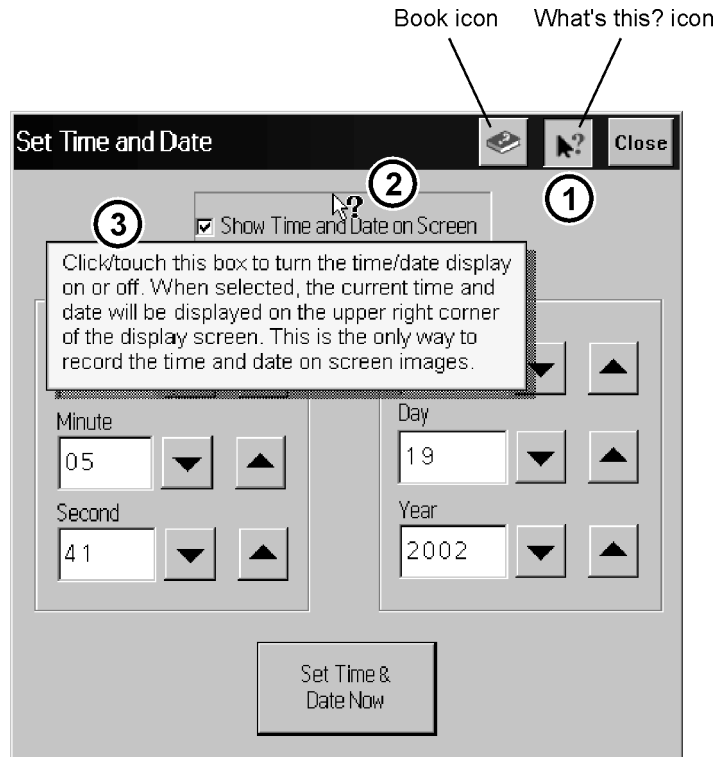 Book icon What's this? icon
Set Time and Date ? ? Close
1
2
?
3
Show Time and Date on Screen
Click/touch this box to turn the time/date display
on or off. When selected, the current time and
date will be displayed on the upper right corner
of the display screen. This is the only way to
record the time and date on screen images.
Minute
05
Day
19
Second
41
Year
2002
Set Time &
Date Now